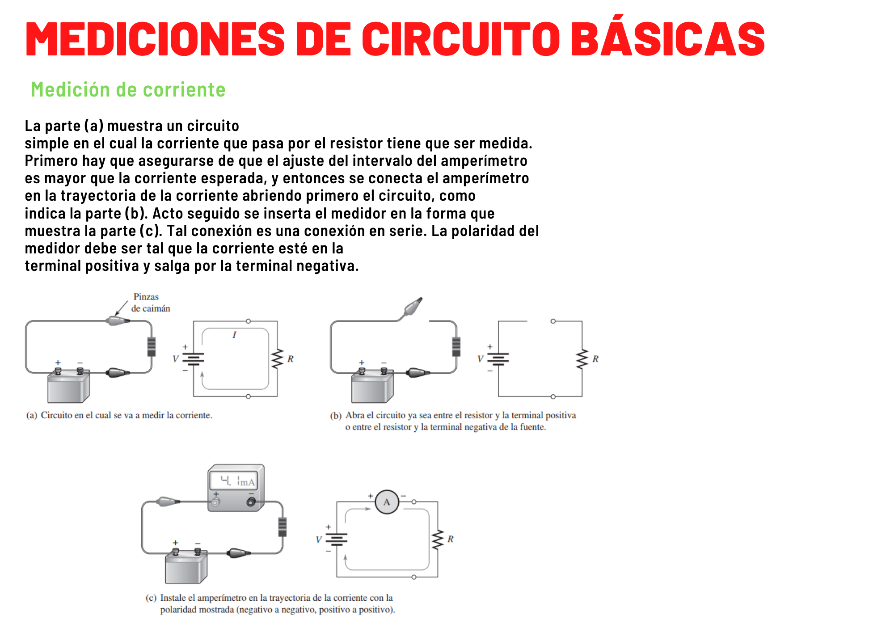 MEDICIONES DE CIRCUITO BÁSICAS
Medición de corriente
La parte (a) muestra un circuito
simple en el cual la corriente que pasa por el resistor tiene que ser medida.
Primero hay que asegurarse de que el ajuste del intervalo del amperímetro
es mayor que la corriente esperada, y entonces se conecta el amperímetro
en la trayectoria de la corriente abriendo primero el circuito, como
indica la parte (b). Acto seguido se inserta el medidor en la forma que
muestra la parte (c). Tal conexión es una conexión en serie. La polaridad del
medidor debe ser tal que la corriente esté en la
terminal positiva y salga por la terminal negativa.
Pinzas
de caimán
+ –
+
V
–
I
R
(a) Circuito en el cual se va a medir la corriente.
+ –
+
V
–
R
(b) Abra el circuito ya sea entre el resistor y la terminal positiva
o entre el resistor y la terminal negativa de la fuente.
4.1mA
+ –
+ –
+ A –
+
V
–
R
(c) Instale el amperímetro en la trayectoria de la corriente con la
polaridad mostrada (negativo a negativo, positivo a positivo).